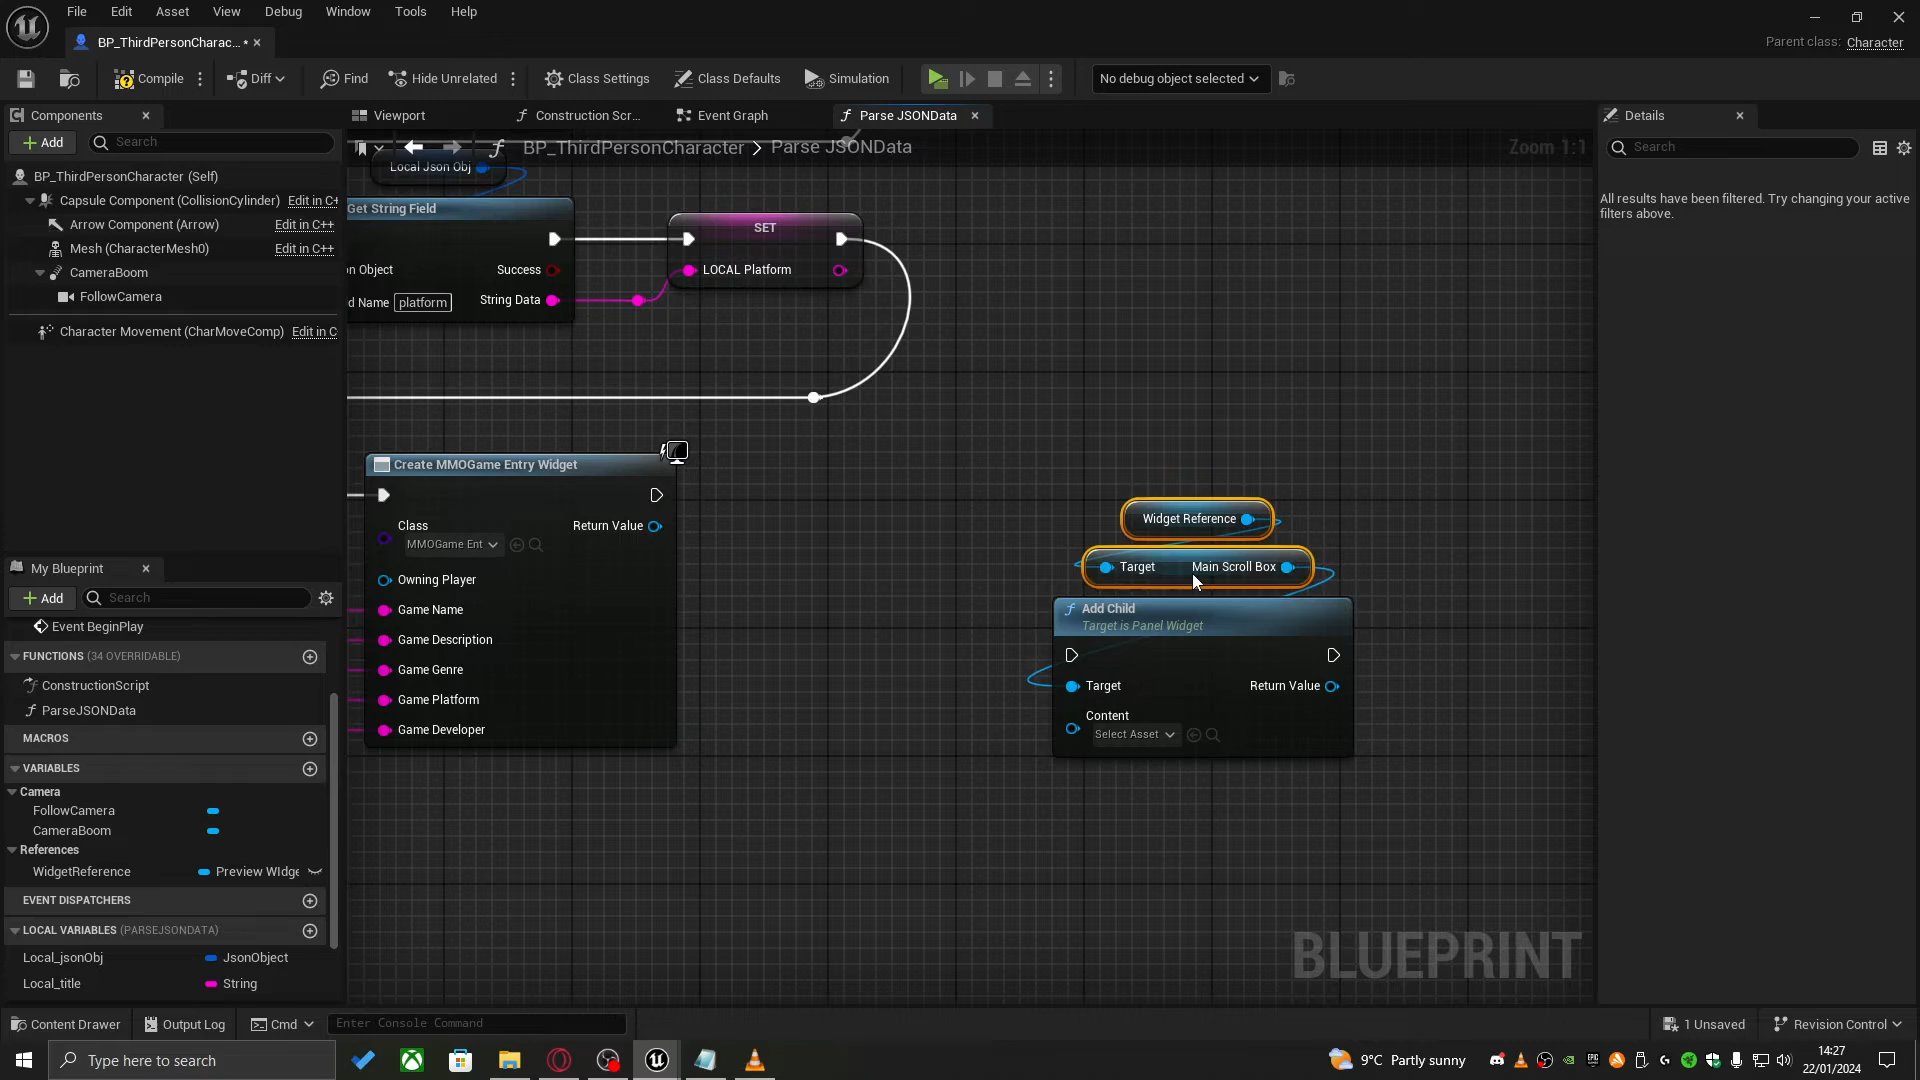 File Edit Asset View Debug Window Tools Help
BP_ThirdPersonCharac... •
Parent class: Character
Compile Diff Find Hide Unrelated Class Settings Class Defaults Simulation No debug object selected
Components
Viewport Construction Scr... Event Graph Parse JSONData
Details
Add Search
BP_ThirdPersonCharacter > Parse JSONData
Zoom 1:1
Search
BP_ThirdPersonCharacter (Self)
Capsule Component (CollisionCylinder) Edit in C+
Arrow Component (Arrow) Edit in C++
Mesh (CharacterMesh0) Edit in C++
CameraBoom
FollowCamera
Character Movement (CharMoveComp) Edit in C
All results have been filtered. Try changing your active
filters above.
Local Json Obj
Get String Field
on Object Success
d Name platform String Data
SET
LOCAL Platform
Create MMOGame Entry Widget
Class Return Value
MMOGame Ent
Owning Player
Game Name
Game Description
Game Genre
Game Platform
Game Developer
Widget Reference
Target Main Scroll Box
Add Child
Target is Panel Widget
Target Return Value
Content
Select Asset
BLUEPRINT
My Blueprint
Add Search
Event BeginPlay
FUNCTIONS (34 OVERRIDABLE)
ConstructionScript
ParseJSONData
MACROS
VARIABLES
Camera
FollowCamera
CameraBoom
References
WidgetReference Preview WIdge
EVENT DISPATCHERS
LOCAL VARIABLES (PARSEJSONDATA)
Local_jsonObj JsonObject
Local_title String
Content Drawer Output Log Cmd Enter Console Command
1 Unsaved Revision Control
Type here to search
9°C Partly sunny
14:27
22/01/2024